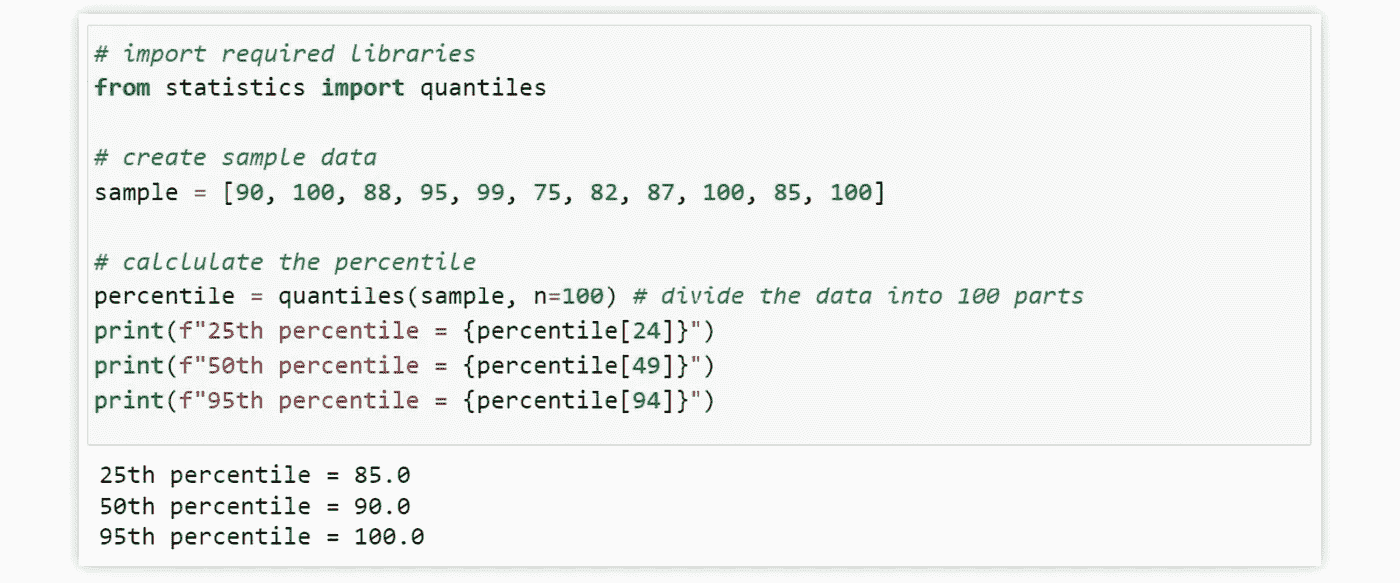 # import required libraries
from statistics import quantiles
# create sample data
sample = [90, 100, 88, 95, 99, 75, 82, 87, 100, 85, 100]
# calclulate the percentile
percentile = quantiles(sample, n=100) # divide the data into 100 parts
print(f"25th percentile = {percentile[24]}")
print(f"50th percentile = {percentile[49]}")
print(f"95th percentile = {percentile[94]}")
25th percentile = 85.0
50th percentile = 90.0
95th percentile = 100.0